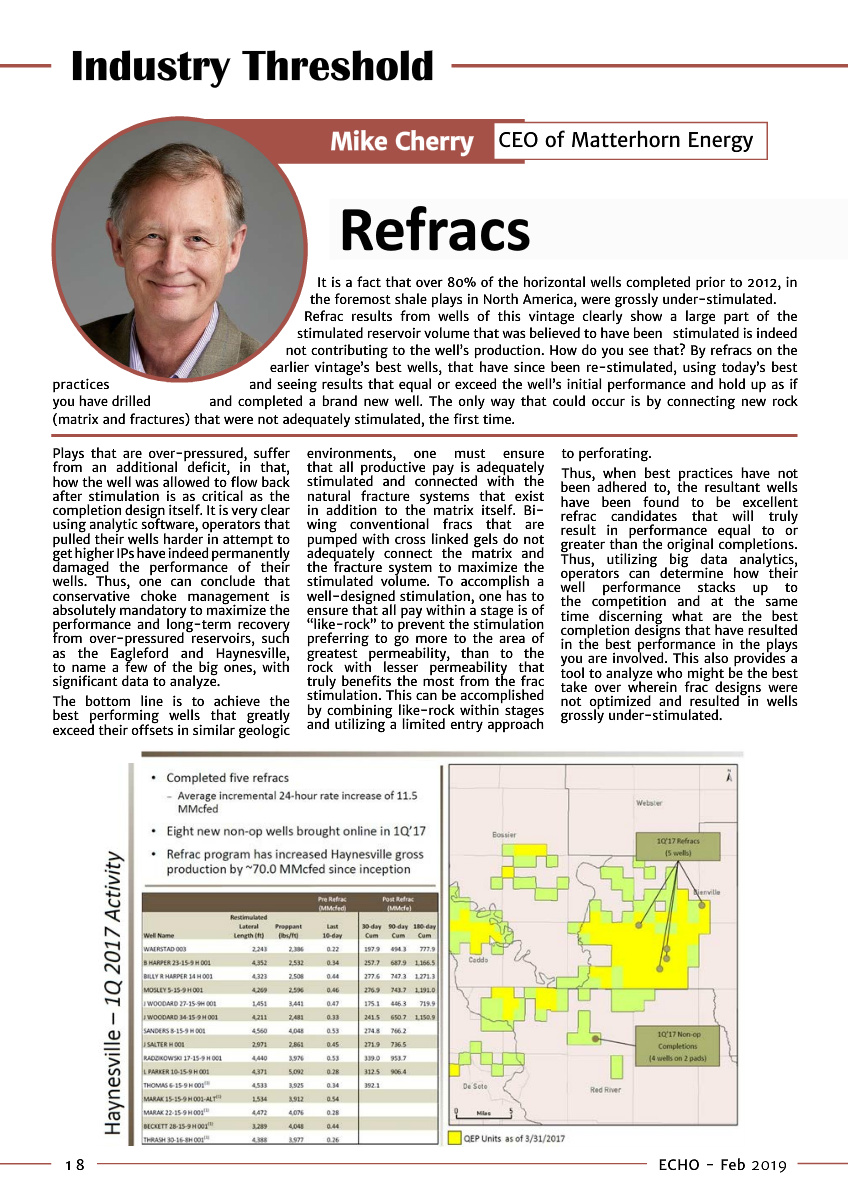 Industry Threshold
Mike Cherry
CEO of Matterhorn Energy
Refracs
It is a fact that over 80% of the horizontal wells completed prior to 2012, in
the foremost shale plays in North America, were grossly under-stimulated.
Refrac results from wells of this vintage clearly show a large part of the
stimulated reservoir volume that was believed to have been stimulated is indeed
not contributing to the well's production. How do you see that? By refracs on the
earlier vintage's best wells, that have since been re-stimulated, using today's best
practices and seeing results that equal or exceed the well's initial performance and hold up as if
you have drilled and completed a brand new well. The only way that could occur is by connecting new rock
(matrix and fractures) that were not adequately stimulated, the first time.
Plays that are over-pressured, suffer
from an additional deficit, in that,
how the well was allowed to flow back
after stimulation is as critical as the
completion design itself. It is very clear
using analytic software, operators that
pulled their wells harder in attempt to
get higher IPs have indeed permanently
damaged the performance of their
wells. Thus, one can conclude that
conservative choke management is
absolutely mandatory to maximize the
performance and long-term recovery
from over-pressured reservoirs, such
as the Eagleford and Haynesville,
to name a few of the big ones, with
significant data to analyze.
The bottom line is to achieve the
best performing wells that greatly
exceed their offsets in similar geologic
environments, one must ensure
that all productive pay is adequately
stimulated and connected with the
natural fracture systems that exist
in addition to the matrix itself. Bi-
wing conventional fracs that are
pumped with cross linked gels do not
adequately connect the matrix and
the fracture system to maximize the
stimulated volume. To accomplish a
well-designed stimulation, one has to
ensure that all pay within a stage is of
"like-rock" to prevent the stimulation
preferring to go more to the area of
greatest permeability, than to the
rock with lesser permeability that
truly benefits the most from the frac
stimulation. This can be accomplished
by combining like-rock within stages
and utilizing a limited entry approach
to perforating.
Thus, when best practices have not
been adhered to, the resultant wells
have been found to be excellent
refrac candidates that will truly
result in performance equal to or
greater than the original completions.
Thus, utilizing big data analytics,
operators can determine how their
well performance stacks up to
the competition and at the same
time discerning what are the best
completion designs that have resulted
in the best performance in the plays
you are involved. This also provides a
tool to analyze who might be the best
take over wherein frac designs were
not optimized and resulted in wells
grossly under-stimulated.
Haynesville – 1Q 2017 Activity
• Completed five refracs
– Average incremental 24-hour rate increase of 11.5
MMcfed
• Eight new non-op wells brought online in 1Q'17
• Refrac program has increased Haynesville gross
production by ~70.0 MMcfed since inception
Pre Refrac (MMcfed) Post Refrac (MMcfe)
Well Name Restimulated Lateral Length (ft) Proppant (lbs/ft) Last 10-day 30-day Cum 90-day Cum 180-day Cum
WAERSTAD 003 2,243 2,386 0.22 197.9 494.3 777.9
B HARPER 23-15-9 H 001 4,352 2,532 0.34 257.7 687.9 1,166.5
BILLY R HARPER 14 H 001 4,323 2,508 0.44 277.6 747.3 1,271.3
MOSLEY 5-15-9 H 001 4,269 2,596 0.46 276.9 743.7 1,191.0
J WOODARD 27-15-9H 001 1,451 3,441 0.47 175.1 446.3 719.9
J WOODARD 34-15-9 H 001 4,211 2,481 0.33 241.5 650.7 1,150.9
SANDERS 8-15-9 H 001 4,560 4,048 0.53 274.8 766.2
J SALTER H 001 2,971 2,861 0.45 271.9 736.5
RADZIKOWSKI 17-15-9 H 001 4,440 3,976 0.53 339.0 953.7
L PARKER 10-15-9 H 001 4,371 5,092 0.28 312.5 906.4
THOMAS 6-15-9 H 001(1) 4,533 3,925 0.34 392.1
MARAK 15-15-9 H 001-ALT(1) 1,534 3,912 0.54
MARAK 22-15-9 H 001(1) 4,472 4,076 0.28
BECKETT 28-15-9 H 001(1) 3,289 4,048 0.44
THRASH 30-16-8H 001(1) 4,388 3,977 0.26
N
Webster
Bossier
1Q'17 Refracs
(5 wells)
Bienville
Caddo
1Q'17 Non-op
Completions
(4 wells on 2 pads)
De Soto
Red River
0 Miles 5
QEP Units as of 3/31/2017
18
ECHO - Feb 2019